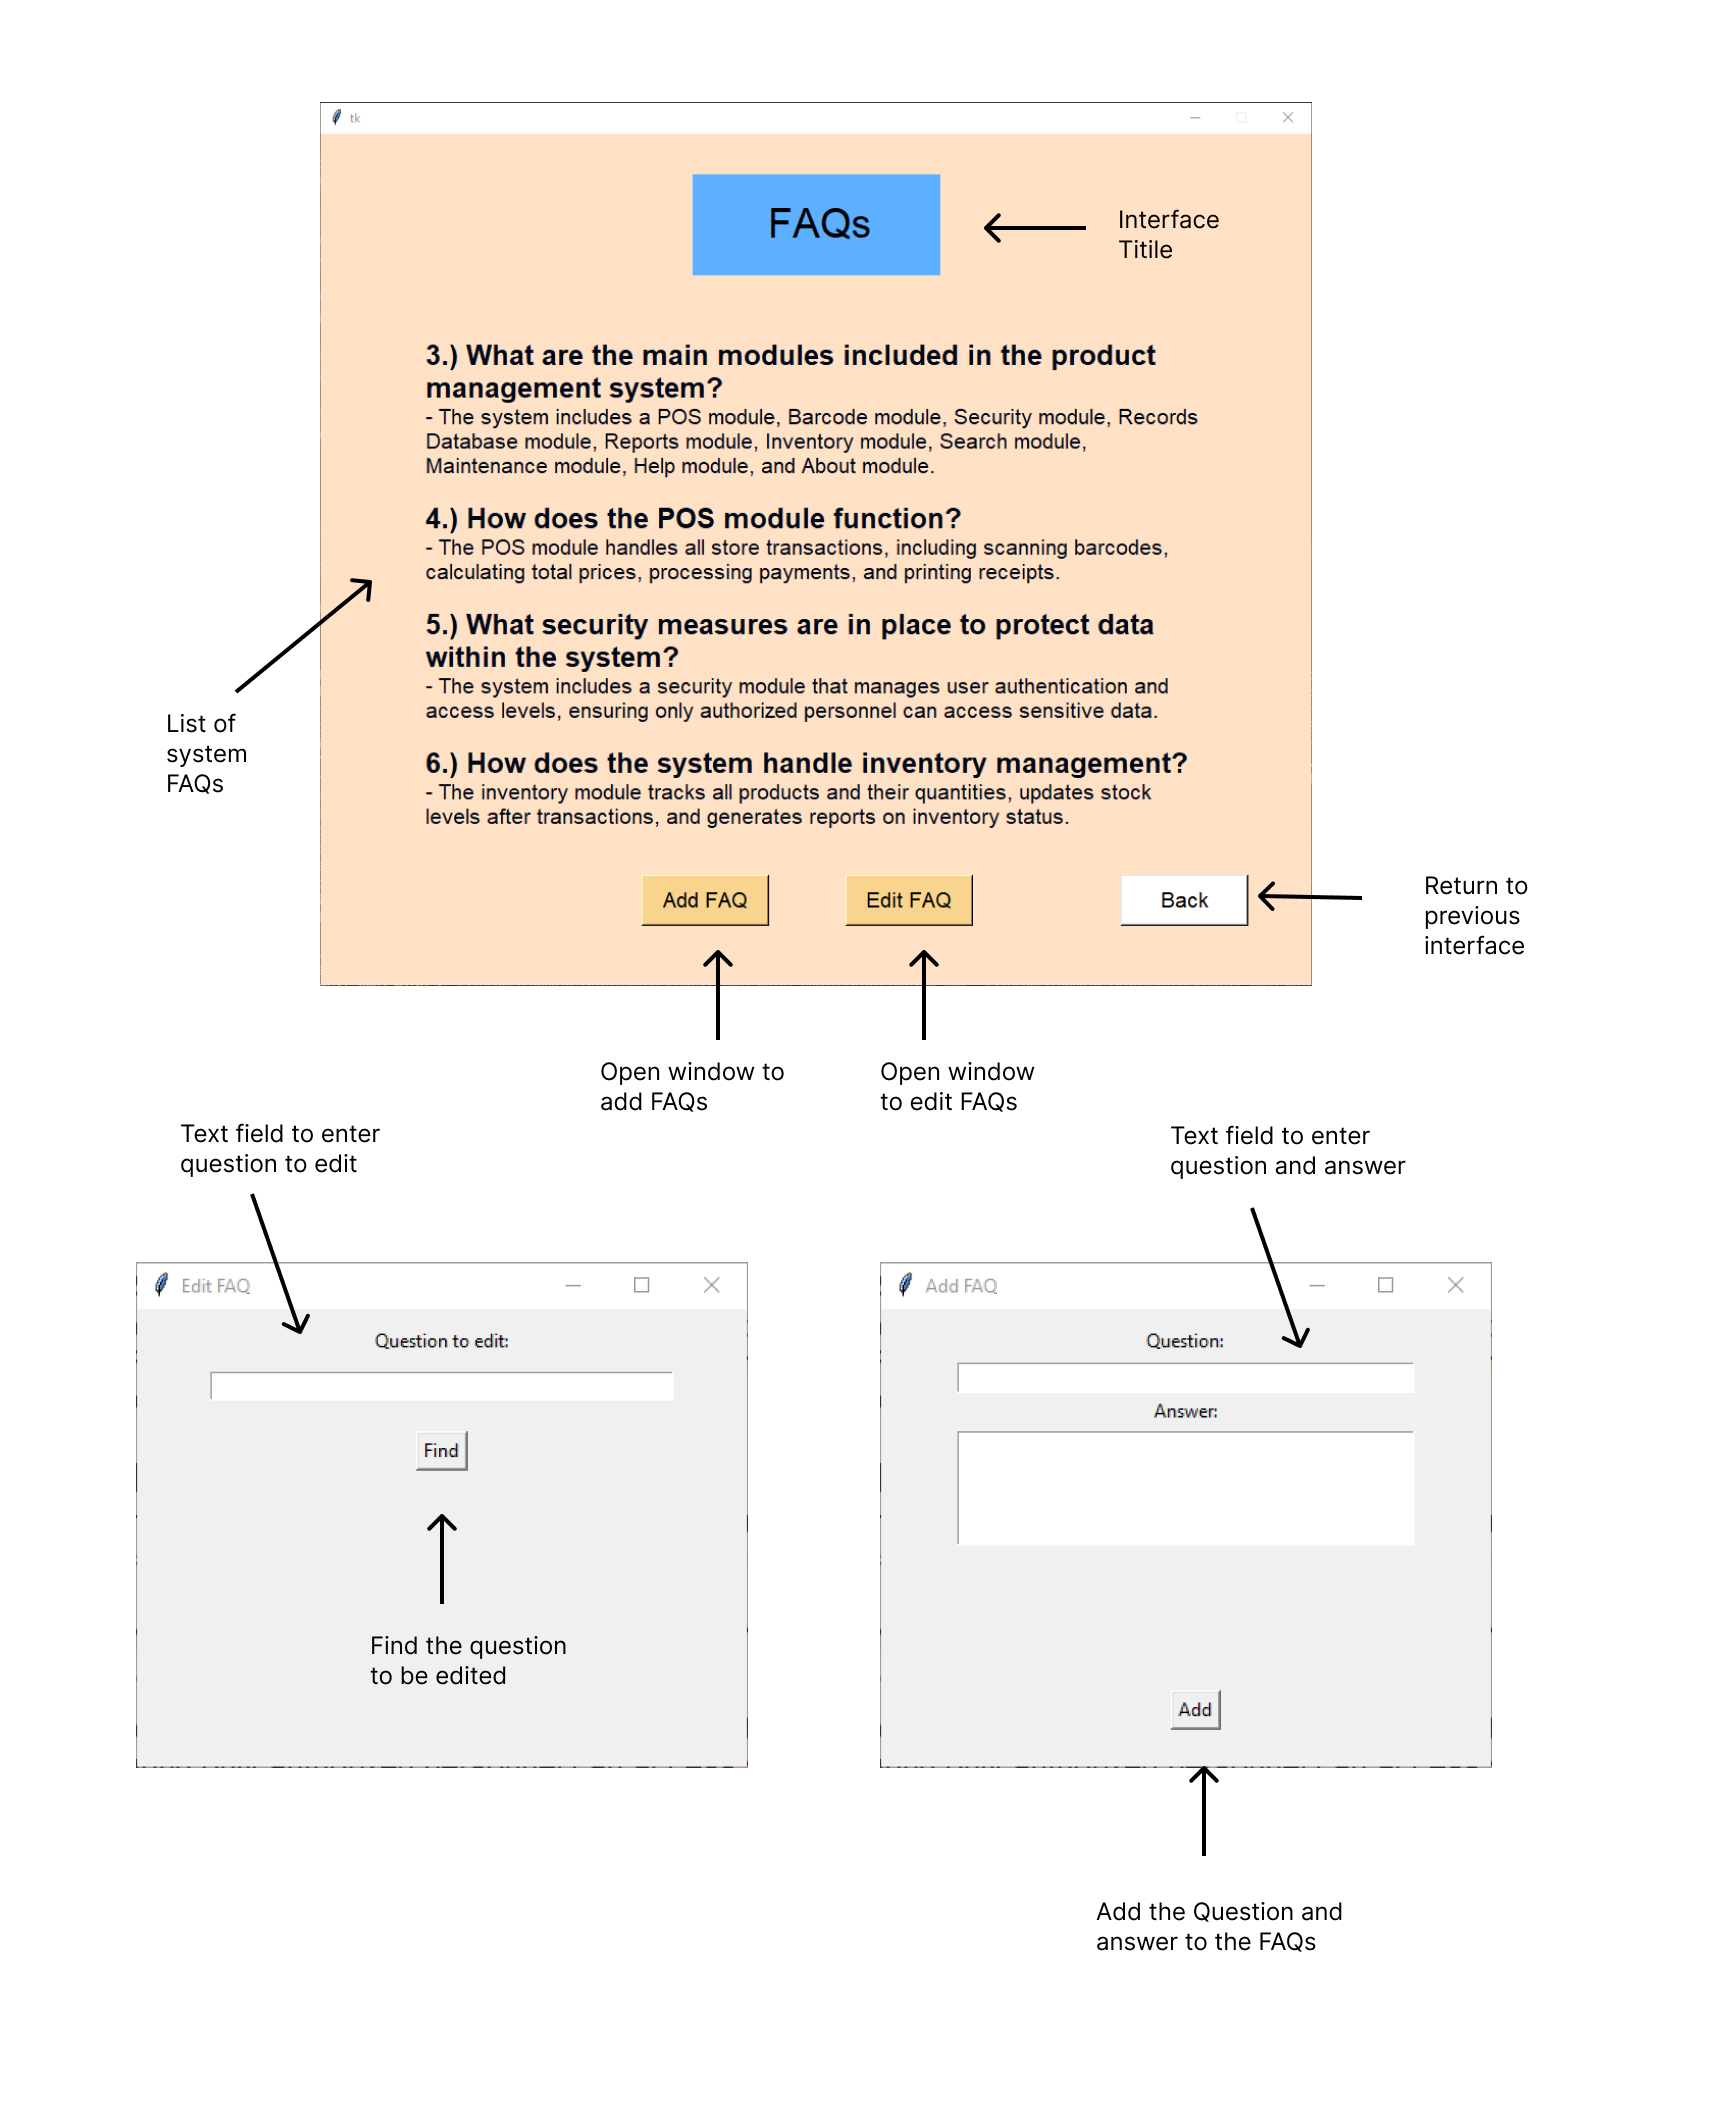 tk
FAQs
Interface
Titile
3.) What are the main modules included in the product
management system?
- The system includes a POS module, Barcode module, Security module, Records
Database module, Reports module, Inventory module, Search module,
Maintenance module, Help module, and About module.
4.) How does the POS module function?
- The POS module handles all store transactions, including scanning barcodes,
calculating total prices, processing payments, and printing receipts.
5.) What security measures are in place to protect data
within the system?
- The system includes a security module that manages user authentication and
access levels, ensuring only authorized personnel can access sensitive data.
List of
system
FAQs
6.) How does the system handle inventory management?
- The inventory module tracks all products and their quantities, updates stock
levels after transactions, and generates reports on inventory status.
Add FAQ
Edit FAQ
Back
Return to
previous
interface
Open window to
add FAQs
Open window
to edit FAQs
Text field to enter
question to edit
Text field to enter
question and answer
Edit FAQ
Question to edit:
Find
Find the question
to be edited
Add FAQ
Question:
Answer:
Add
Add the Question and
answer to the FAQs